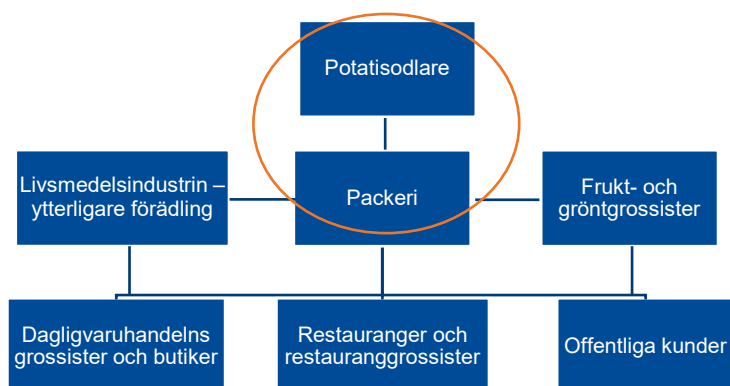 Potatisodlare
Livsmedelsindustrin –
ytterligare förädling
Packeri
Frukt- och
gröntgrossister
Dagligvaruhandelns
grossister och butiker
Restauranger och
restauranggrossister
Offentliga kunder